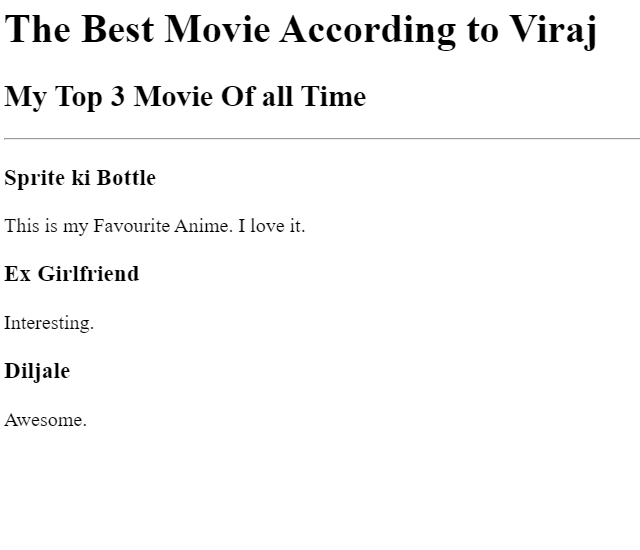 The Best Movie According to Viraj
My Top 3 Movie Of all Time
Sprite ki Bottle
This is my Favourite Anime. I love it.
Ex Girlfriend
Interesting.
Diljale
Awesome.